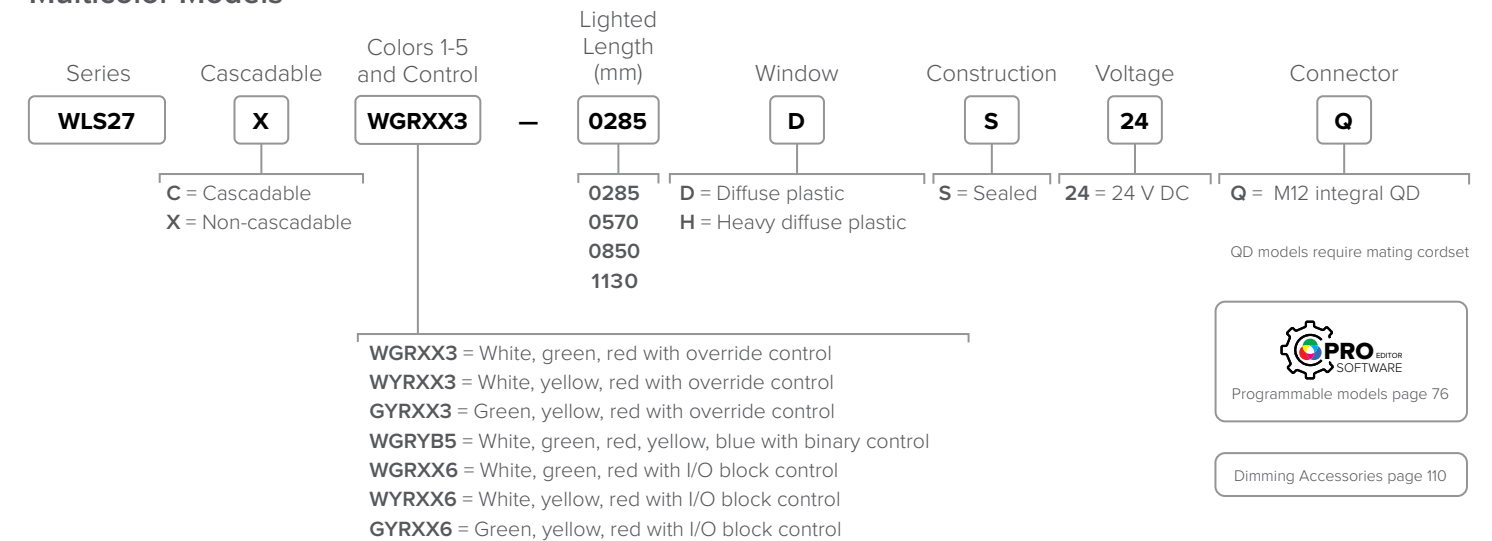 Multicolor Models
Series
Cascadable
Colors 1-5
and Control
Lighted
Length
(mm)
Window
Construction
Voltage
Connector
WLS27
X
WGRXX3
–
0285
D
S
24
Q
C = Cascadable
X = Non-cascadable
0285
0570
0850
1130
D = Diffuse plastic
H = Heavy diffuse plastic
S = Sealed
24 = 24 V DC
Q = M12 integral QD
QD models require mating cordset
WGRXX3 = White, green, red with override control
WYRXX3 = White, yellow, red with override control
GYRXX3 = Green, yellow, red with override control
WGRYB5 = White, green, red, yellow, blue with binary control
WGRXX6 = White, green, red with I/O block control
WYRXX6 = White, yellow, red with I/O block control
GYRXX6 = Green, yellow, red with I/O block control
PRO EDITOR
SOFTWARE
Programmable models page 76
Dimming Accessories page 110